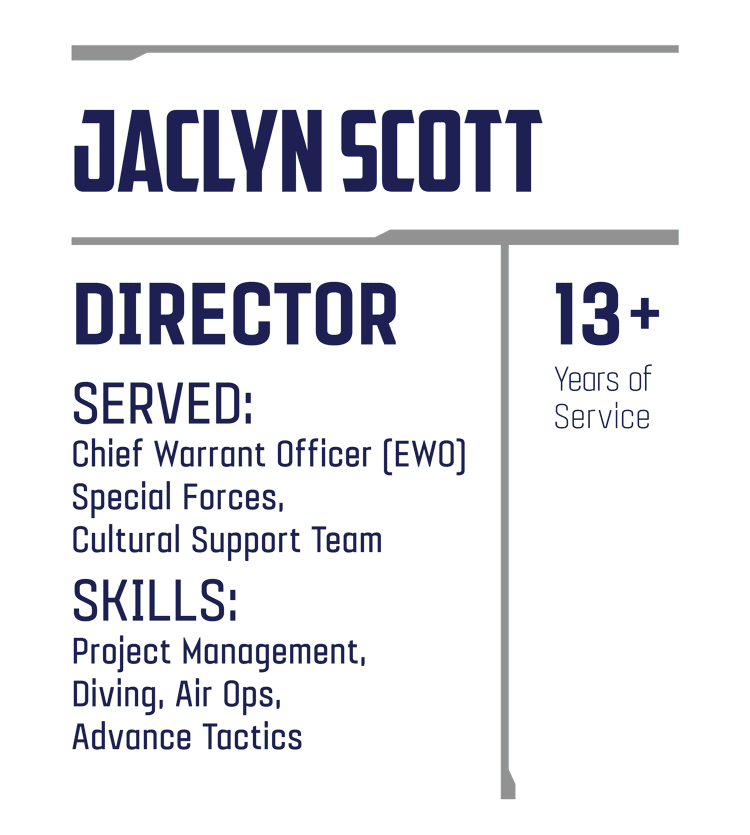 JACLYN SCOTT
DIRECTOR
SERVED:
Chief Warrant Officer (EWO)
Special Forces,
Cultural Support Team
SKILLS:
Project Management,
Diving, Air Ops,
Advance Tactics
13+
Years of
Service